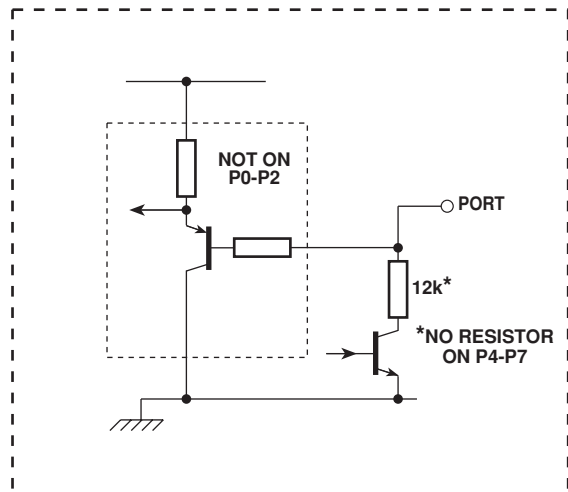 NOT ON
P0-P2
PORT
12k*
*NO RESISTOR
ON P4-P7